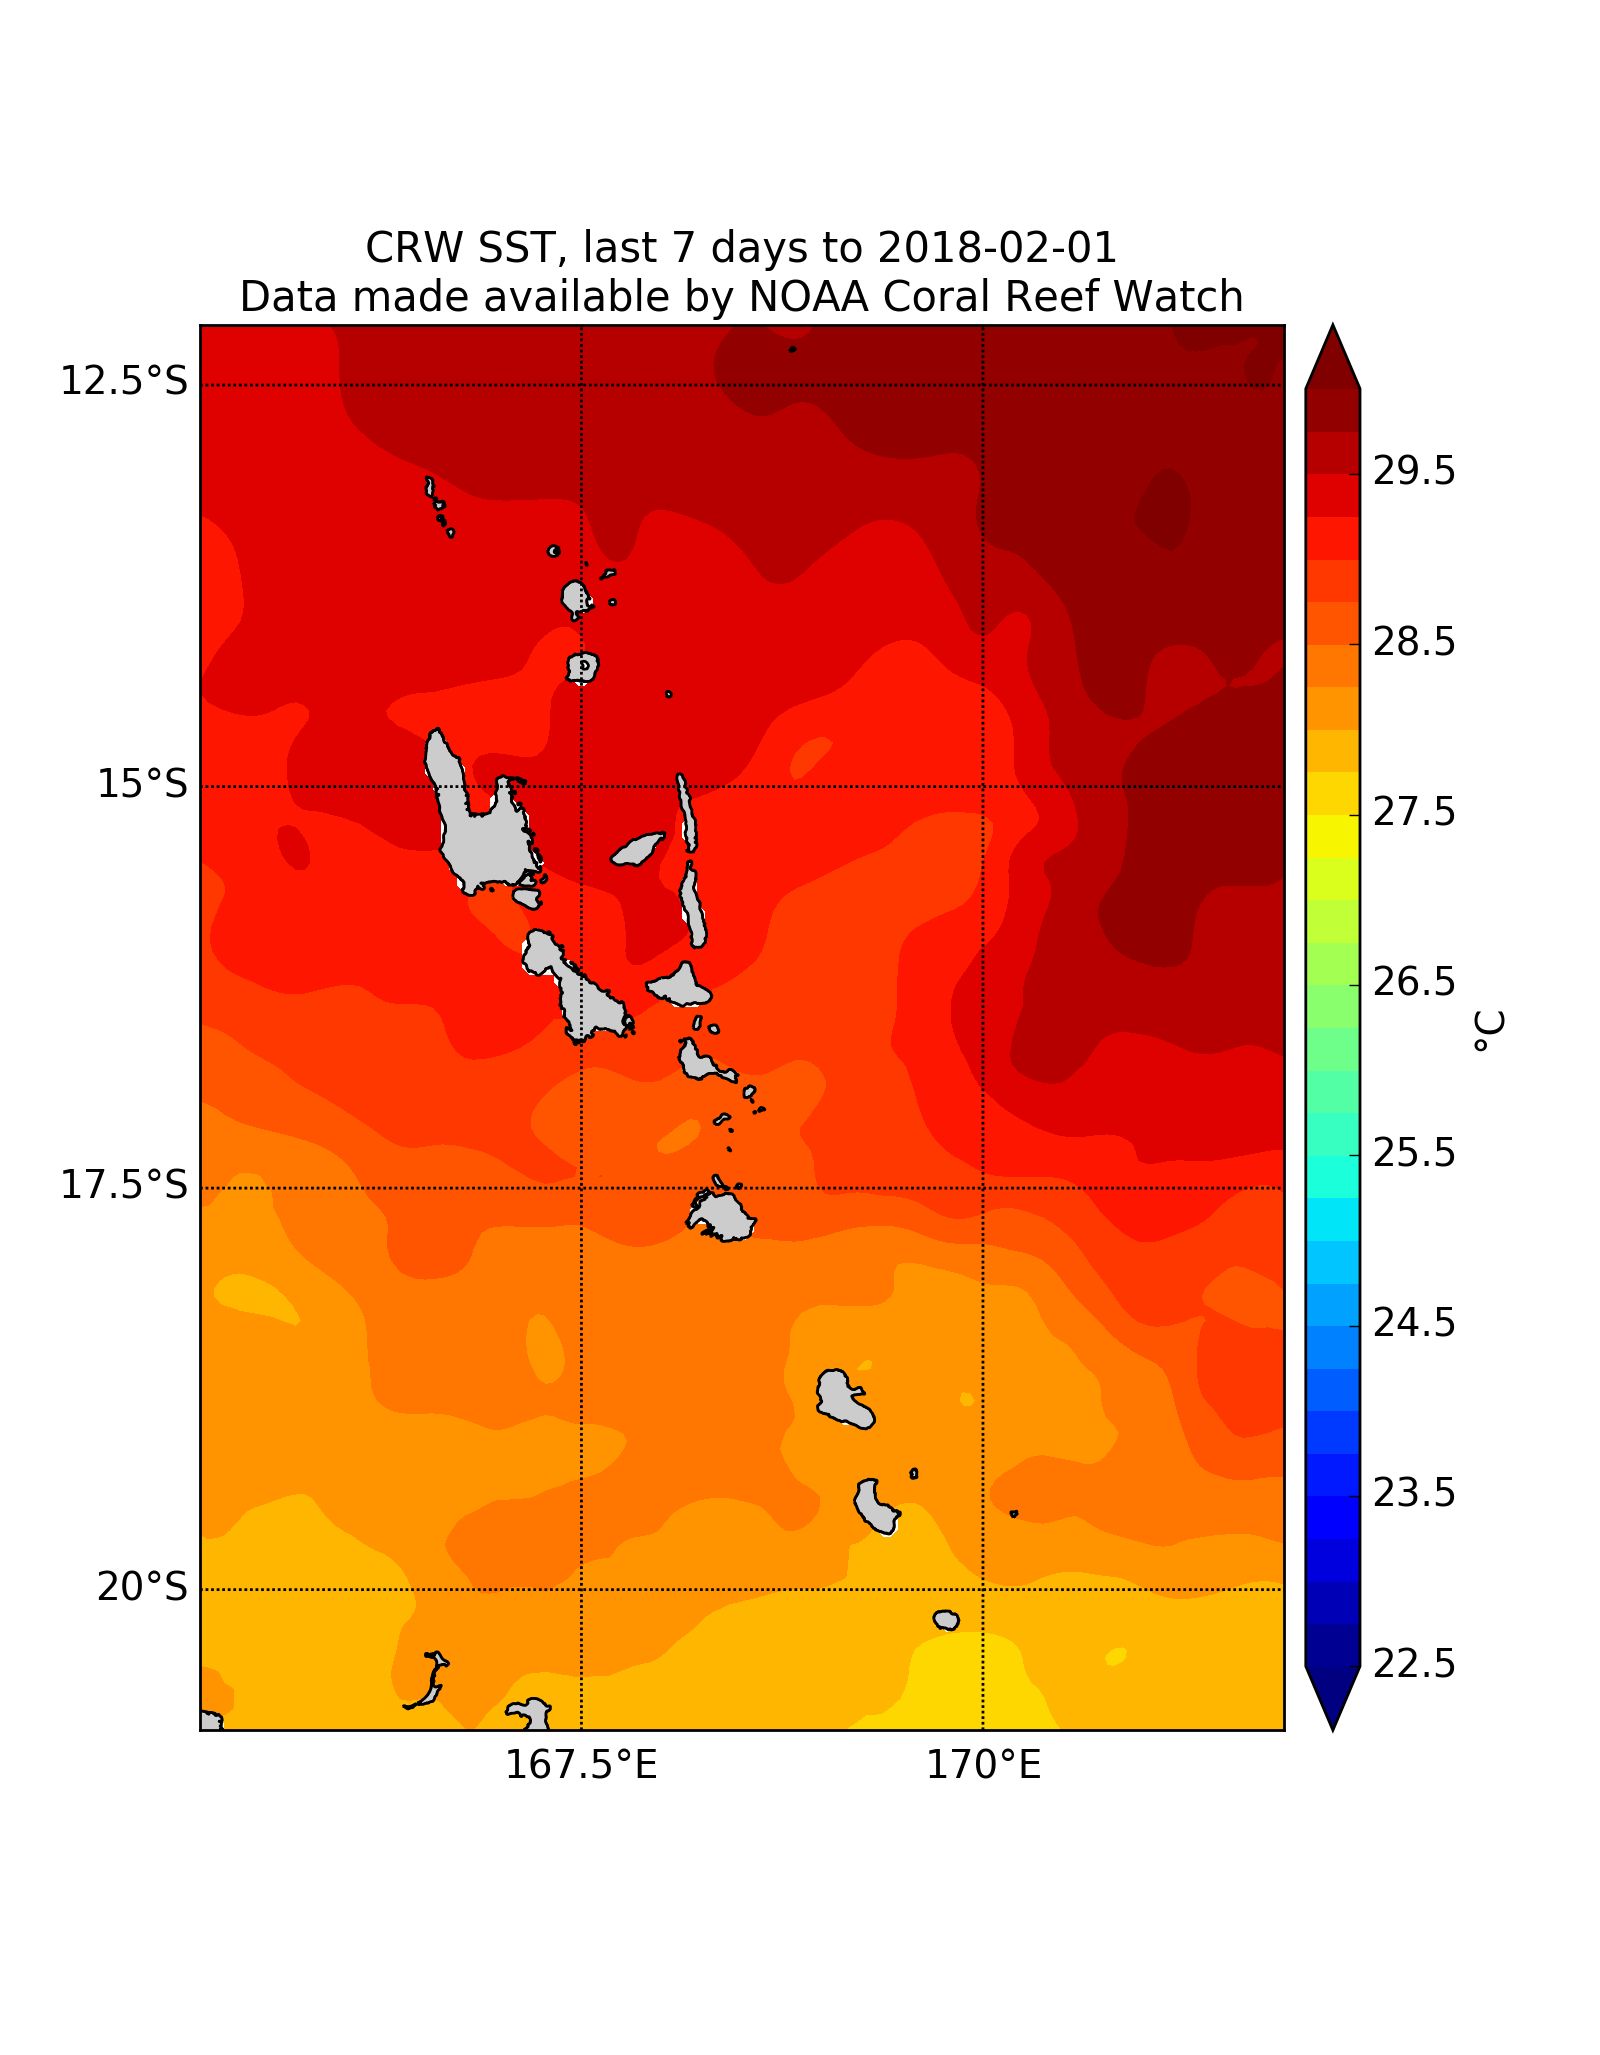 CRW SST, last 7 days to 2018-02-01
Data made available by NOAA Coral Reef Watch
12.5°S
15°S
17.5°S
20°S
167.5°E
170°E
29.5
28.5
27.5
26.5
25.5
24.5
23.5
22.5
°C